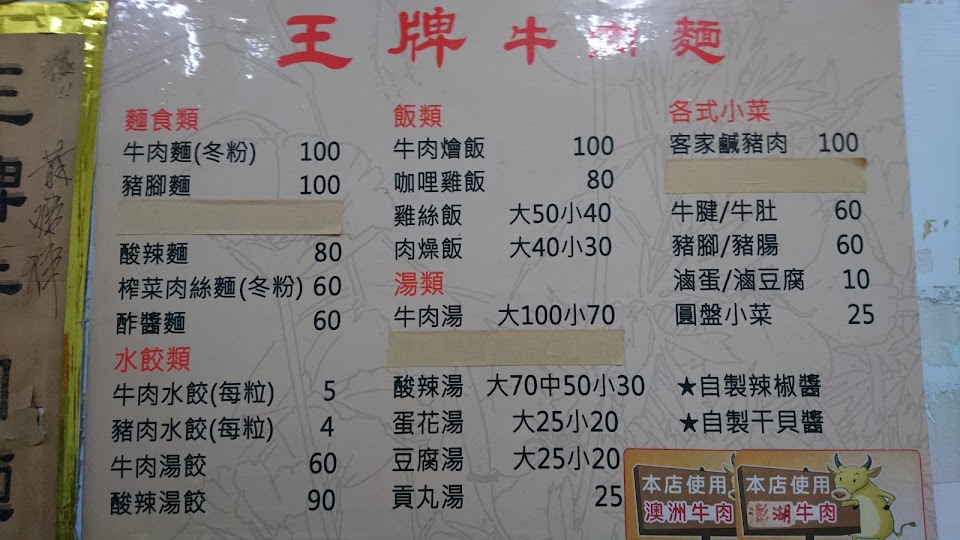 王牌牛肉麵
麵食類
牛肉麵(冬粉) 100
豬腳麵 100
酸辣麵 80
榨菜肉絲麵(冬粉) 60
酢醬麵 60
水餃類
牛肉水餃(每粒) 5
豬肉水餃(每粒) 4
牛肉湯餃 60
酸辣湯餃 90
飯類
牛肉燴飯 100
咖哩雞飯 80
雞絲飯 大50小40
肉燥飯 大40小30
湯類
牛肉湯 大100小70
酸辣湯 大70中50小30
蛋花湯 大25小20
豆腐湯 大25小20
貢丸湯 25
各式小菜
客家鹹豬肉 100
牛腱/牛肚 60
豬腳/豬腸 60
滷蛋/滷豆腐 10
圓盤小菜 25
★自製辣椒醬
★自製干貝醬
本店使用
澳洲牛肉
本店使用
澎湖牛肉